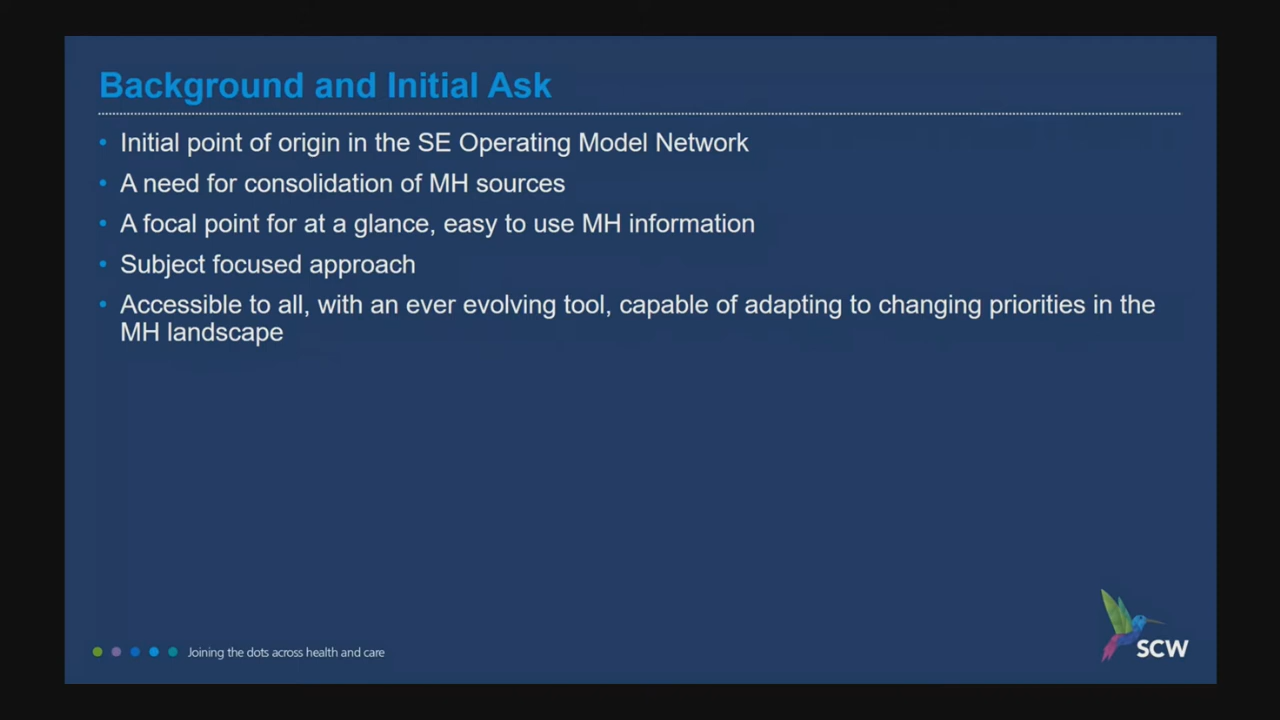 Background and Initial Ask
• Initial point of origin in the SE Operating Model Network
• A need for consolidation of MH sources
• A focal point for at a glance, easy to use MH information
• Subject focused approach
• Accessible to all, with an ever evolving tool, capable of adapting to changing priorities in the
MH landscape
Joining the dots across health and care
SCW